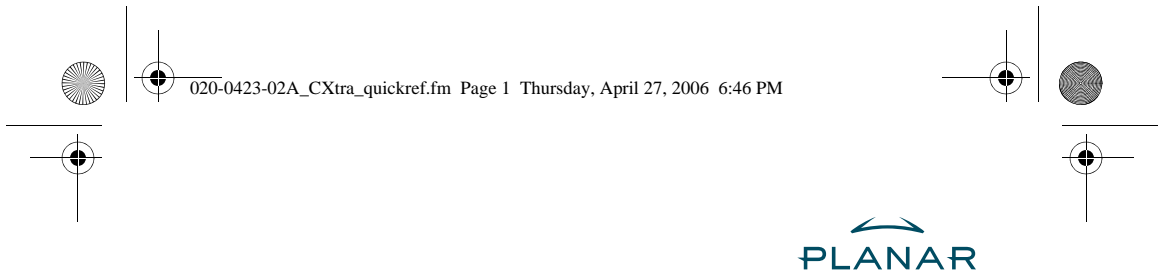 020-0423-02A_CXtra_quickref.fm Page 1 Thursday, April 27, 2006 6:46 PM
PLANAR